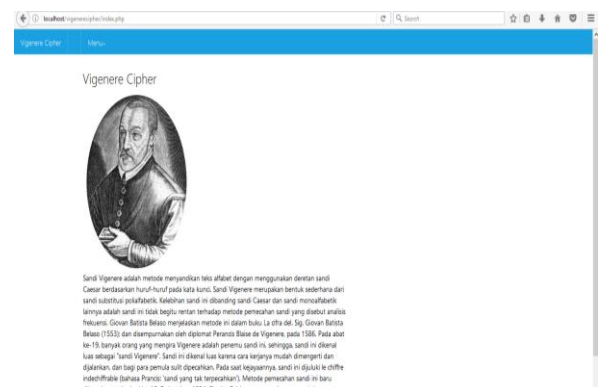 localhost/vigenerecipher/index.php
Search
Vigenere Cipher Menu
Vigenere Cipher
Sandi Vigenere adalah metode menyandikan teks alfabet dengan menggunakan deretan sandi
Caesar berdasarkan huruf-huruf pada kata kunci. Sandi Vigenere merupakan bentuk sederhana dari
sandi substitusi polialfabetik. Kelebihan sandi ini dibanding sandi Caesar dan sandi monoalfabetik
lainnya adalah sandi ini tidak begitu rentan terhadap metode pemecahan sandi yang disebut analisis
frekuensi. Giovan Batista Belaso menjelaskan metode ini dalam buku La cifra del. Sig. Giovan Batista
Belaso (1553); dan disempurnakan oleh diplomat Perancis Blaise de Vigenere, pada 1586. Pada abat
ke-19, banyak orang yang mengira Vigenere adalah penemu sandi ini, sehingga, sandi ini dikenal
luas sebagai "sandi Vigenere". Sandi ini dikenal luas karena cara kerjanya mudah dimengerti dan
dijalankan, dan bagi para pemula sulit dipecahkan. Pada saat kejayaannya, sandi ini dijuluki le chiffre
indechiffrable (bahasa Prancis: 'sandi yang tak terpecahkan'). Metode pemecahan sandi ini baru